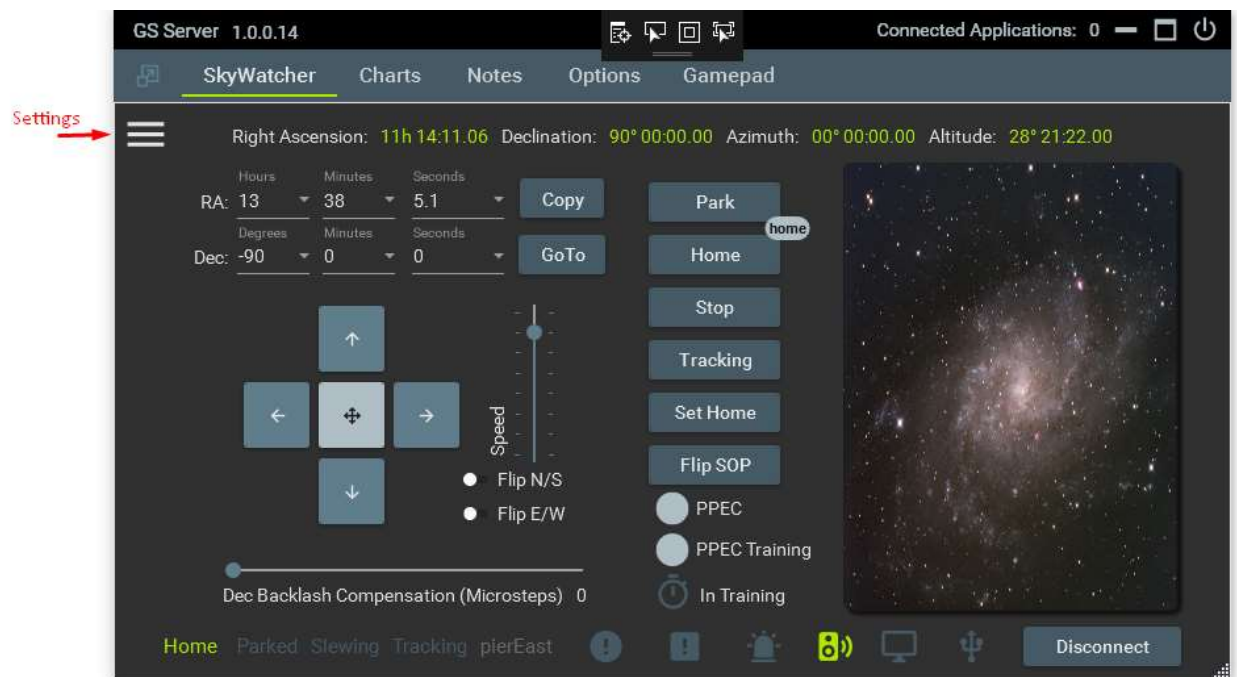 GS Server 1.0.0.14 Connected Applications: 0
SkyWatcher Charts Notes Options Gamepad
Settings
Right Ascension: 11h 14:11.06 Declination: 90° 00:00.00 Azimuth: 00° 00:00.00 Altitude: 28° 21:22.00
Hours Minutes Seconds
RA: 13 38 5.1 Copy
Degrees Minutes Seconds
Dec: -90 0 0 GoTo
Park
home
Home
Stop
Tracking
Set Home
Flip SOP
Speed
Flip N/S
Flip E/W
PPEC
PPEC Training
In Training
Dec Backlash Compensation (Microsteps) 0
Home Parked Slewing Tracking pierEast Disconnect